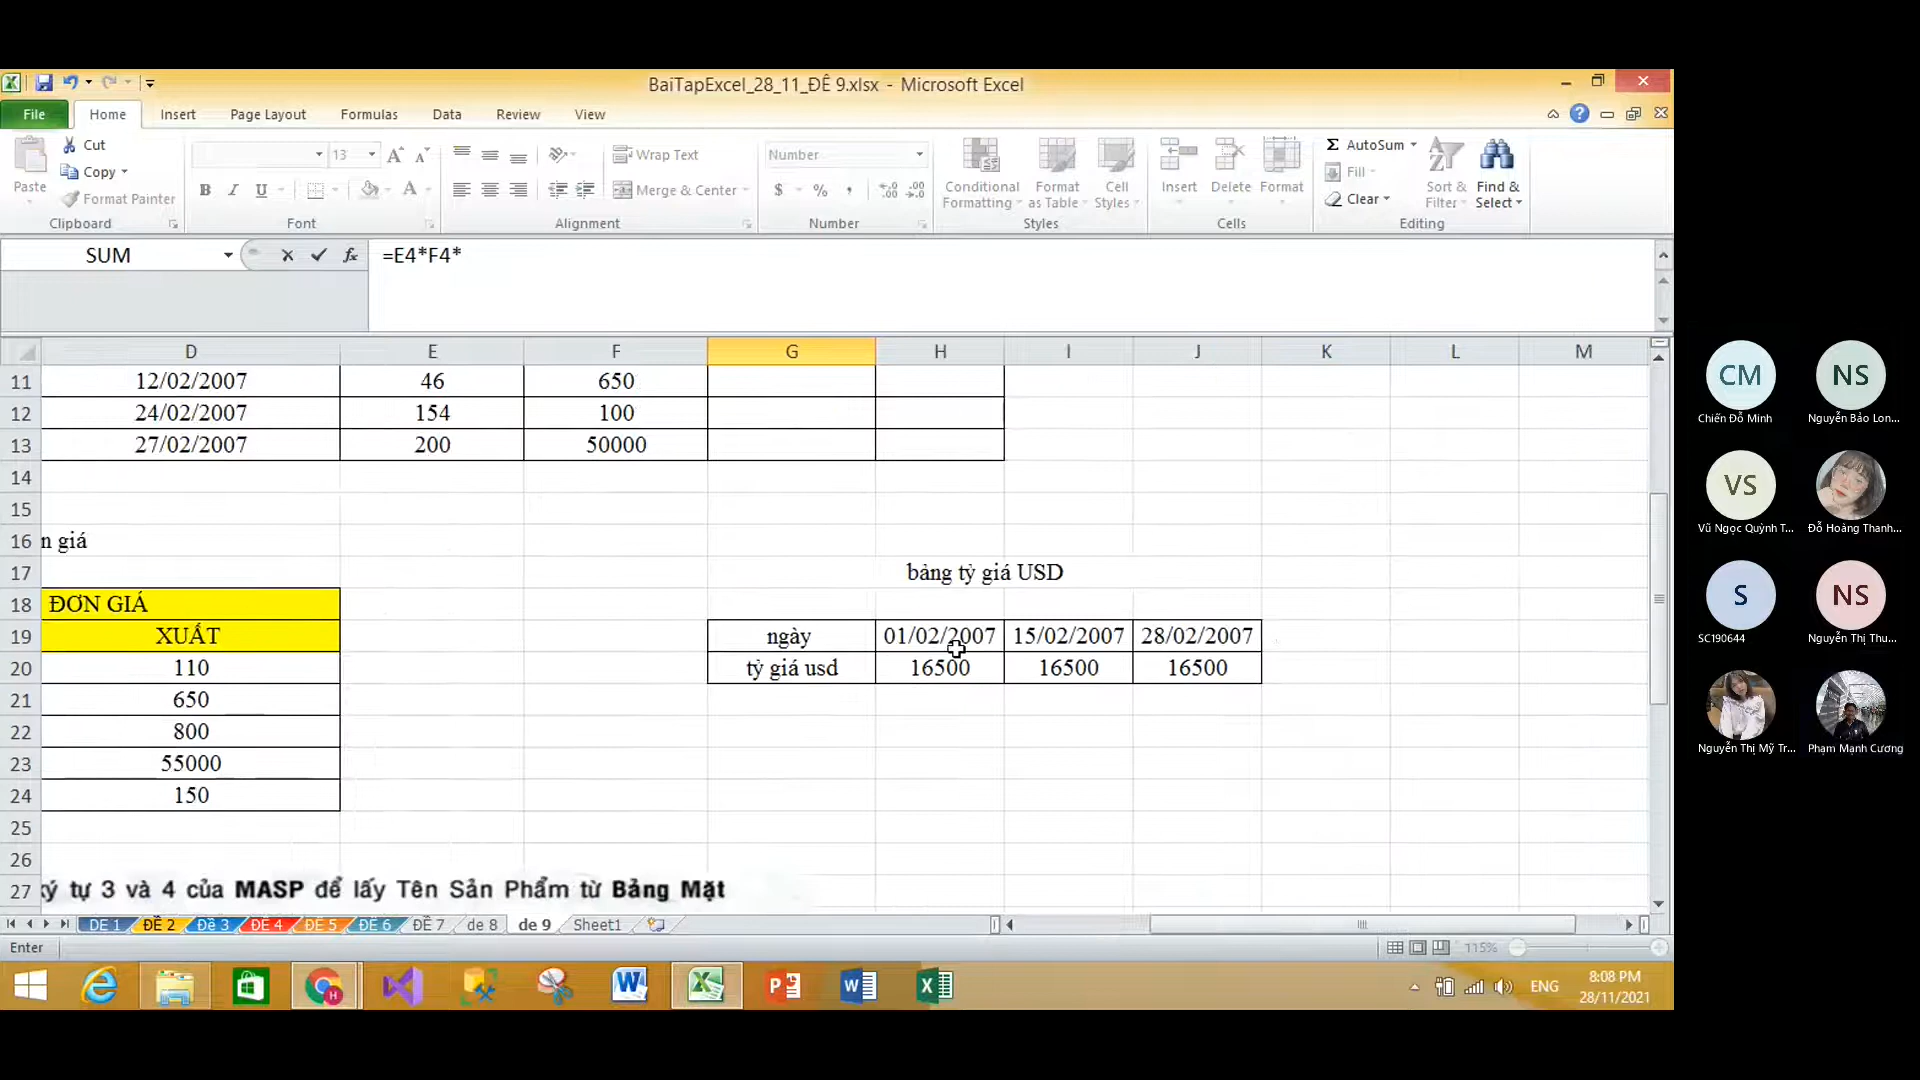 BaiTapExcel_28_11_ĐÊ 9.xlsx - Microsoft Excel
File Home Insert Page Layout Formulas Data Review View
Paste
Cut
Copy
Format Painter
Clipboard
13
Font
Wrap Text
Merge & Center
Alignment
Number
$ % ,
Number
Conditional Formatting
Format as Table
Cell Styles
Styles
Insert Delete Format
Cells
Σ AutoSum
Fill
Clear
Sort & Filter
Find & Select
Editing
SUM fx =E4*F4*
D E F G H I J K L M
11 12/02/2007 46 650
12 24/02/2007 154 100
13 27/02/2007 200 50000
14
15
16 n giá
17 bảng tỷ giá USD
18 ĐƠN GIÁ
19 XUẤT ngày 01/02/2007 15/02/2007 28/02/2007
20 110 tỷ giá usd 16500 16500 16500
21 650
22 800
23 55000
24 150
25
26
27 ký tự 3 và 4 của MASP để lấy Tên Sản Phẩm từ Bảng Mặt
DE 1 ĐỀ 2 Đề 3 ĐỀ 4 ĐỀ 5 ĐỀ 6 ĐỀ 7 de 8 de 9 Sheet1
Enter 115%
ENG 8:08 PM
28/11/2021
CM NS
Chiến Đỗ Minh Nguyễn Bảo Lon...
VS
Vũ Ngọc Quỳnh T... Đỗ Hoàng Thanh...
S NS
SC190644 Nguyễn Thị Thu...
Nguyễn Thị Mỹ Tr... Phạm Mạnh Cương